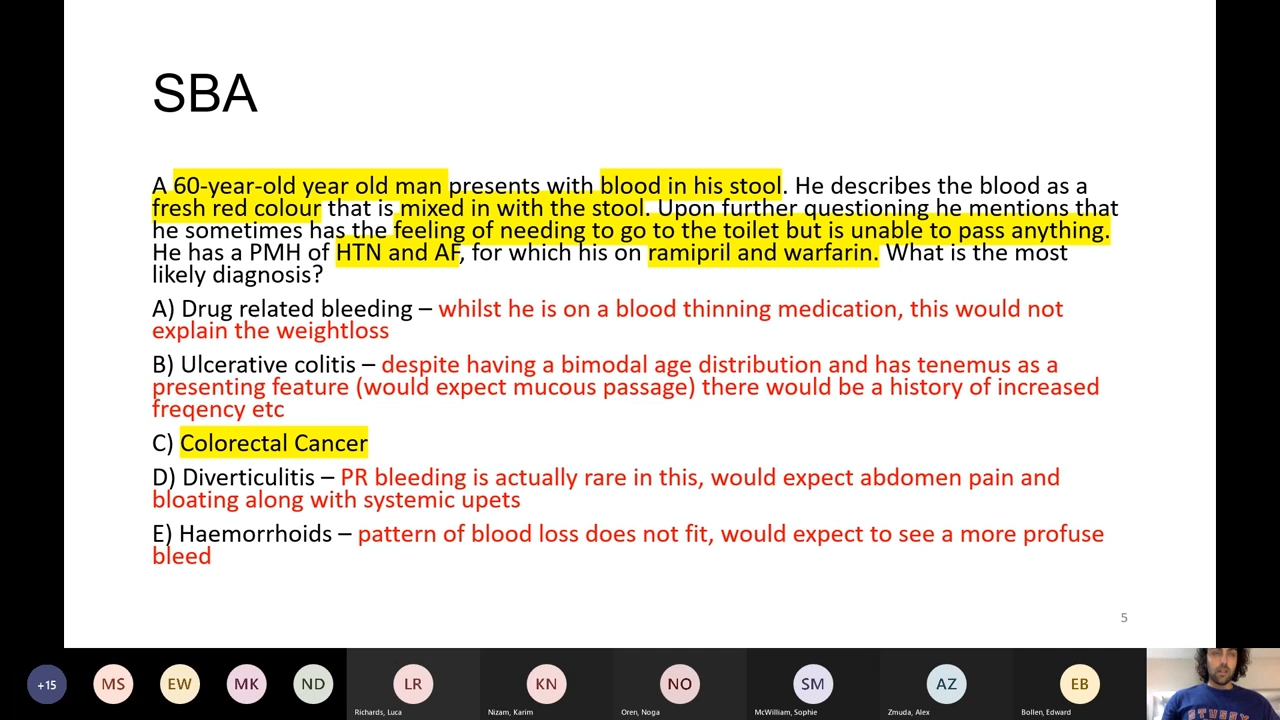 SBA
A 60-year-old year old man presents with blood in his stool. He describes the blood as a
fresh red colour that is mixed in with the stool. Upon further questioning he mentions that
he sometimes has the feeling of needing to go to the toilet but is unable to pass anything.
He has a PMH of HTN and AF, for which his on ramipril and warfarin. What is the most
likely diagnosis?
A) Drug related bleeding – whilst he is on a blood thinning medication, this would not
explain the weightloss
B) Ulcerative colitis – despite having a bimodal age distribution and has tenemus as a
presenting feature (would expect mucous passage) there would be a history of increased
freqency etc
C) Colorectal Cancer
D) Diverticulitis – PR bleeding is actually rare in this, would expect abdomen pain and
bloating along with systemic upets
E) Haemorrhoids – pattern of blood loss does not fit, would expect to see a more profuse
bleed
5
+15 MS EW MK ND LR KN NO SM AZ EB
Richards, Luca Nizam, Karim Oren, Noga McWilliam, Sophie Zmuda, Alex Bollen, Edward